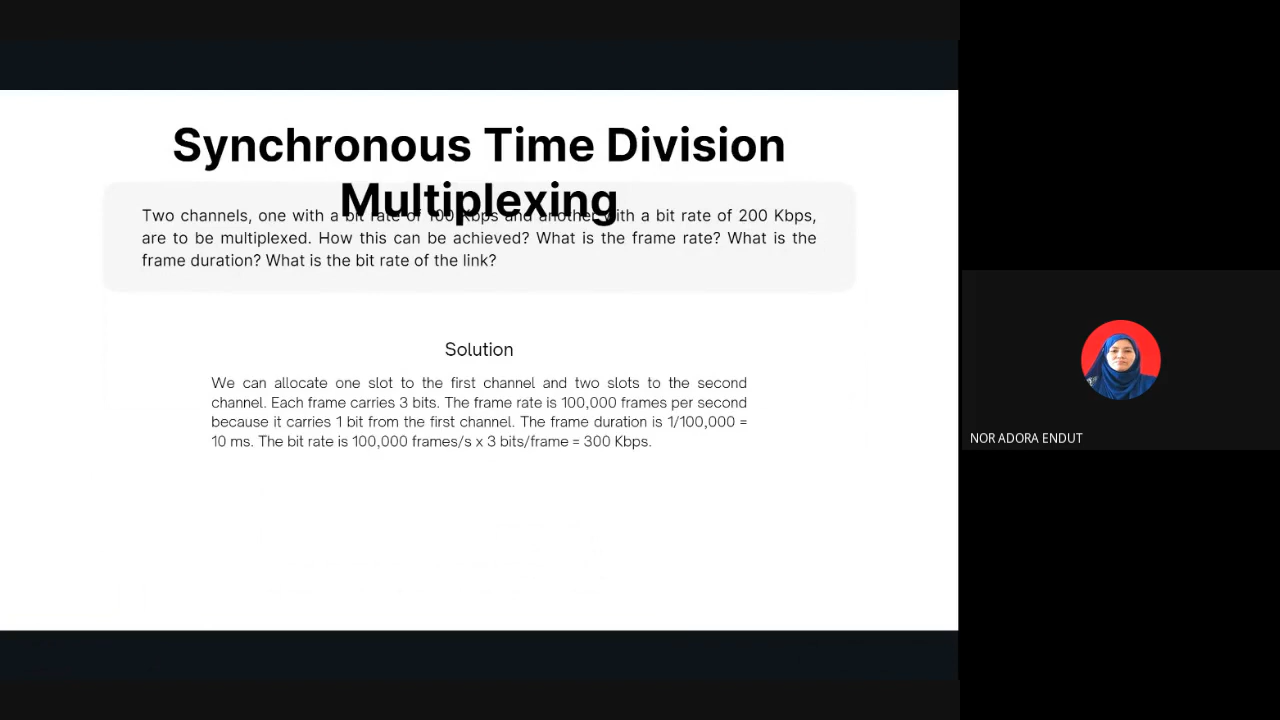 Synchronous Time Division
Multiplexing
Two channels, one with a bit rate of 100 Kbps and another with a bit rate of 200 Kbps,
are to be multiplexed. How this can be achieved? What is the frame rate? What is the
frame duration? What is the bit rate of the link?
Solution
We can allocate one slot to the first channel and two slots to the second
channel. Each frame carries 3 bits. The frame rate is 100,000 frames per second
because it carries 1 bit from the first channel. The frame duration is 1/100,000 =
10 ms. The bit rate is 100,000 frames/s x 3 bits/frame = 300 Kbps.
NOR ADORA ENDUT